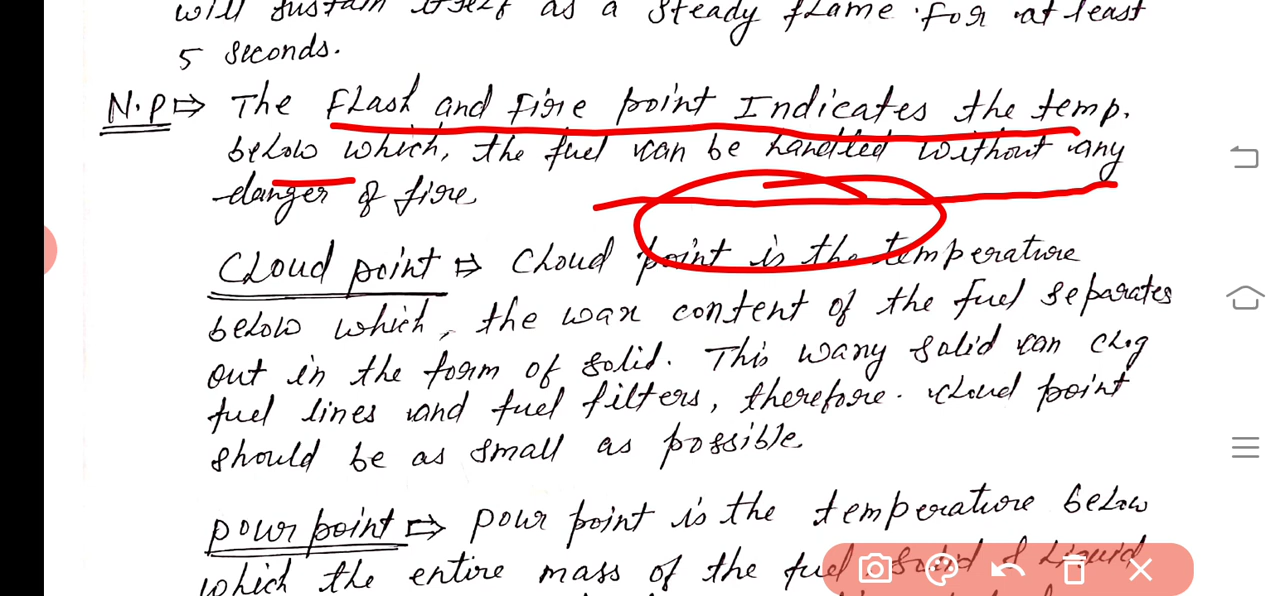 will sustain itself as a steady flame for at least
5 seconds.
N.P⇒ The Flash and Fire point Indicates the temp.
below which, the fuel can be handled without any
danger of fire.
Cloud point ⇒ Cloud point is the temperature
below which, the wax content of the fuel separates
out in the form of solid. This waxy solid can clog
fuel lines and fuel filters, therefore. cloud point
should be as small as possible.
pour point ⇒ pour point is the temperature below
which the entire mass of the fuel, solid & Liquid